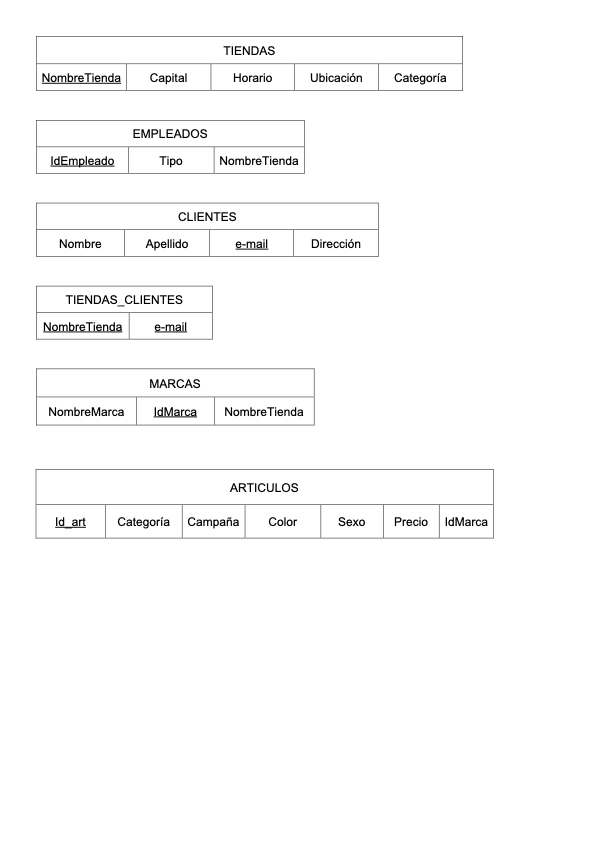 TIENDAS
NombreTienda Capital Horario Ubicación Categoría
EMPLEADOS
IdEmpleado Tipo NombreTienda
CLIENTES
Nombre Apellido e-mail Dirección
TIENDAS_CLIENTES
NombreTienda e-mail
MARCAS
NombreMarca IdMarca NombreTienda
ARTICULOS
Id_art Categoría Campaña Color Sexo Precio IdMarca